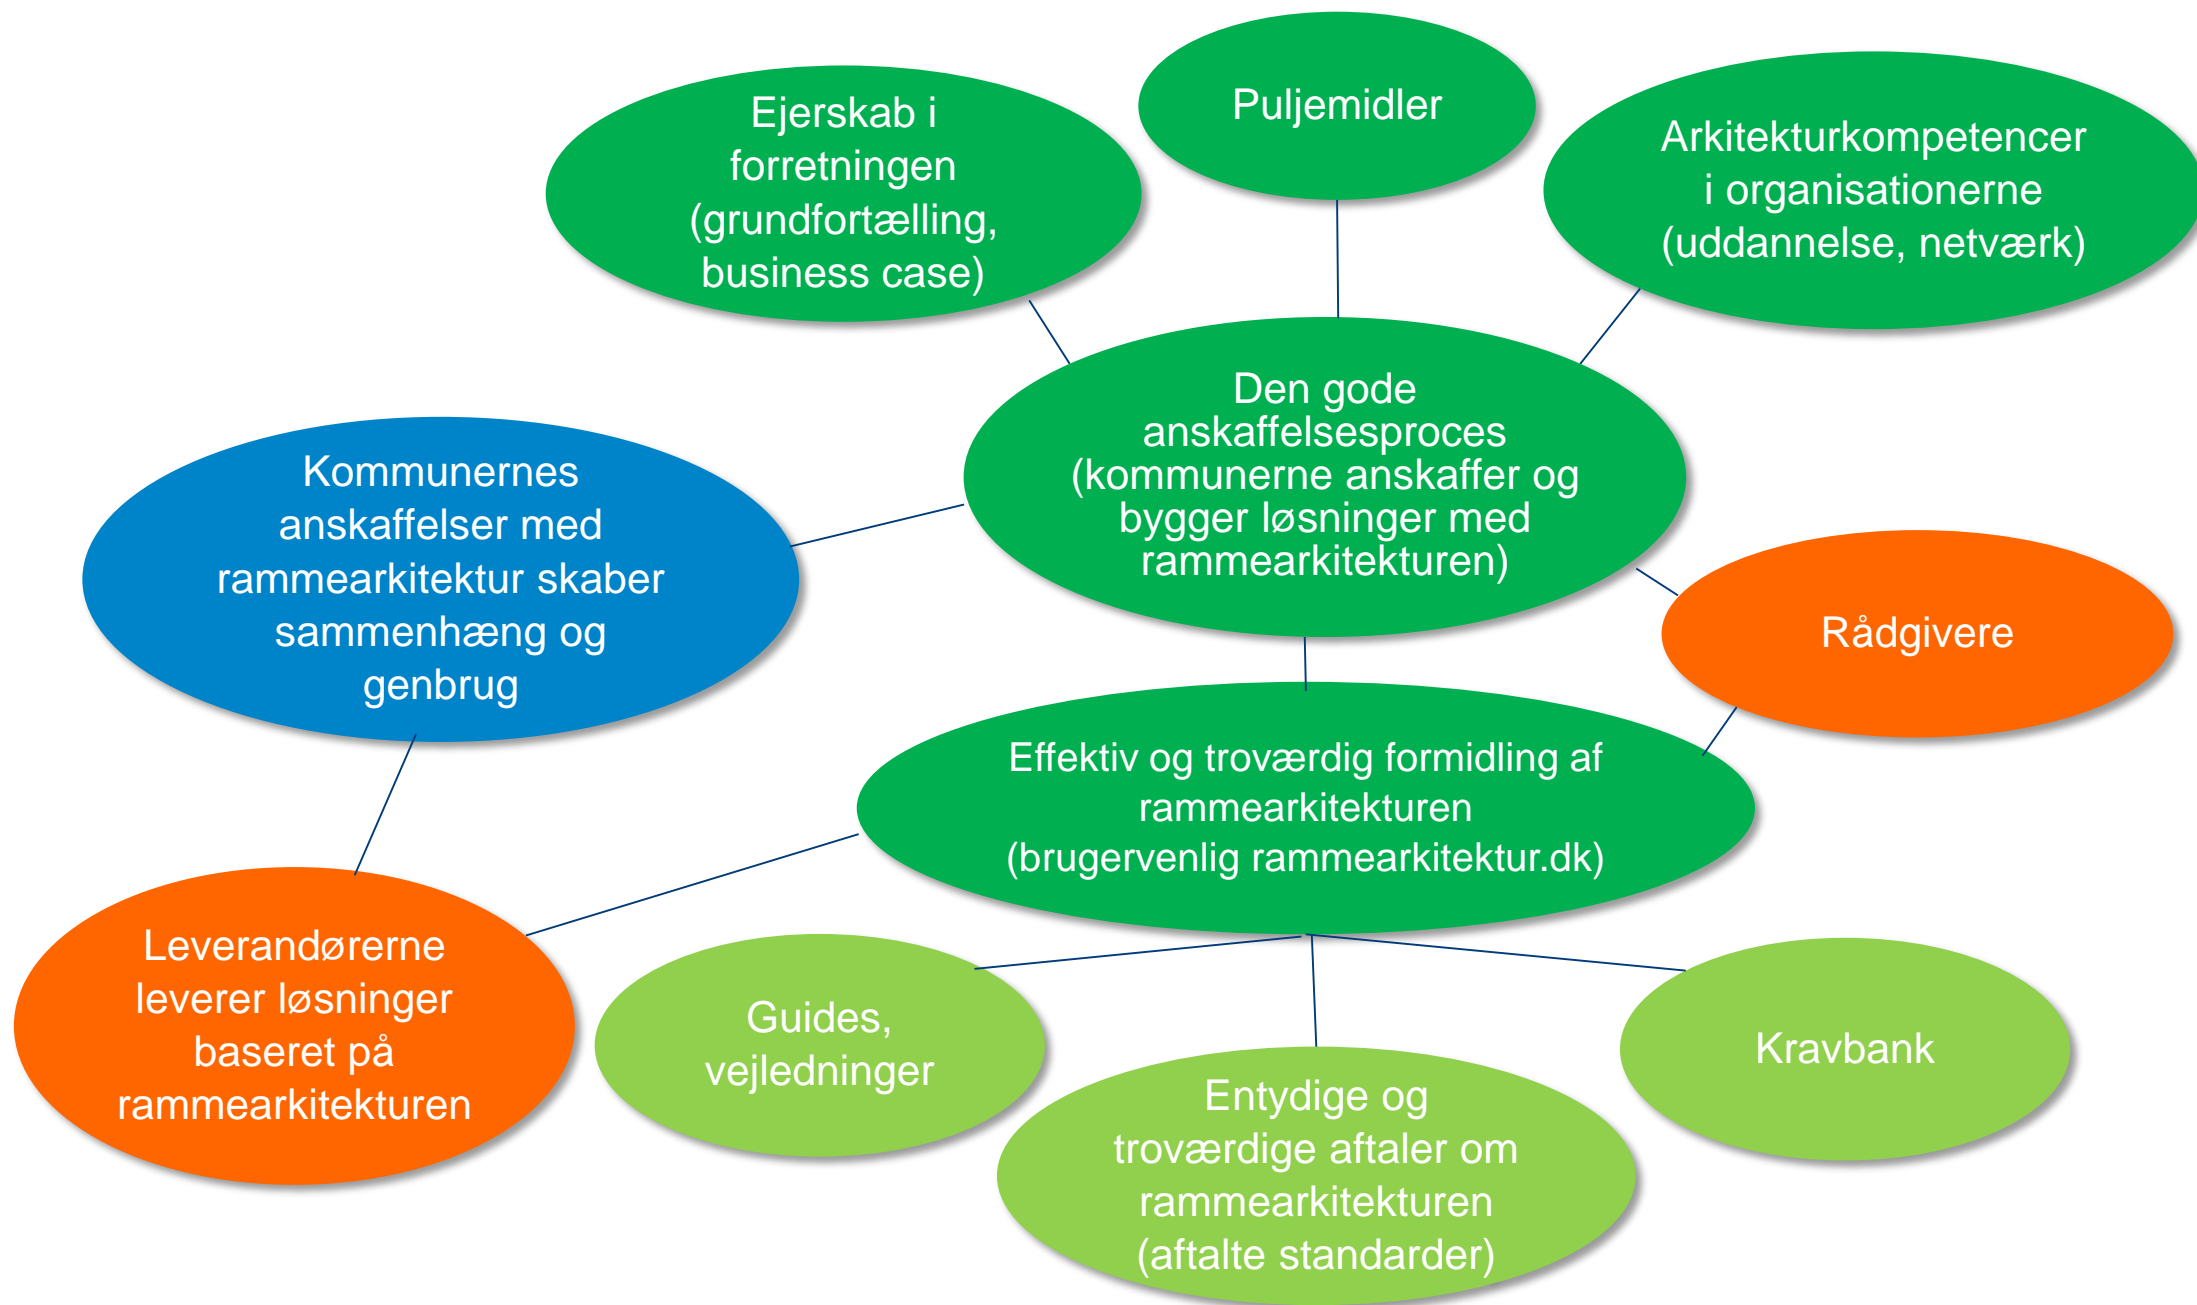 Ejerskab i
forretningen
(grundfortælling,
business case)
Puljemidler
Arkitekturkompetencer
i organisationerne
(uddannelse, netværk)
Den gode
anskaffelsesproces
(kommunerne anskaffer og
bygger løsninger med
rammearkitekturen)
Kommunernes
anskaffelser med
rammearkitektur skaber
sammenhæng og
genbrug
Rådgivere
Effektiv og troværdig formidling af
rammearkitekturen
(brugervenlig rammearkitektur.dk)
Leverandørerne
leverer løsninger
baseret på
rammearkitekturen
Guides,
vejledninger
Entydige og
troværdige aftaler om
rammearkitekturen
(aftalte standarder)
Kravbank